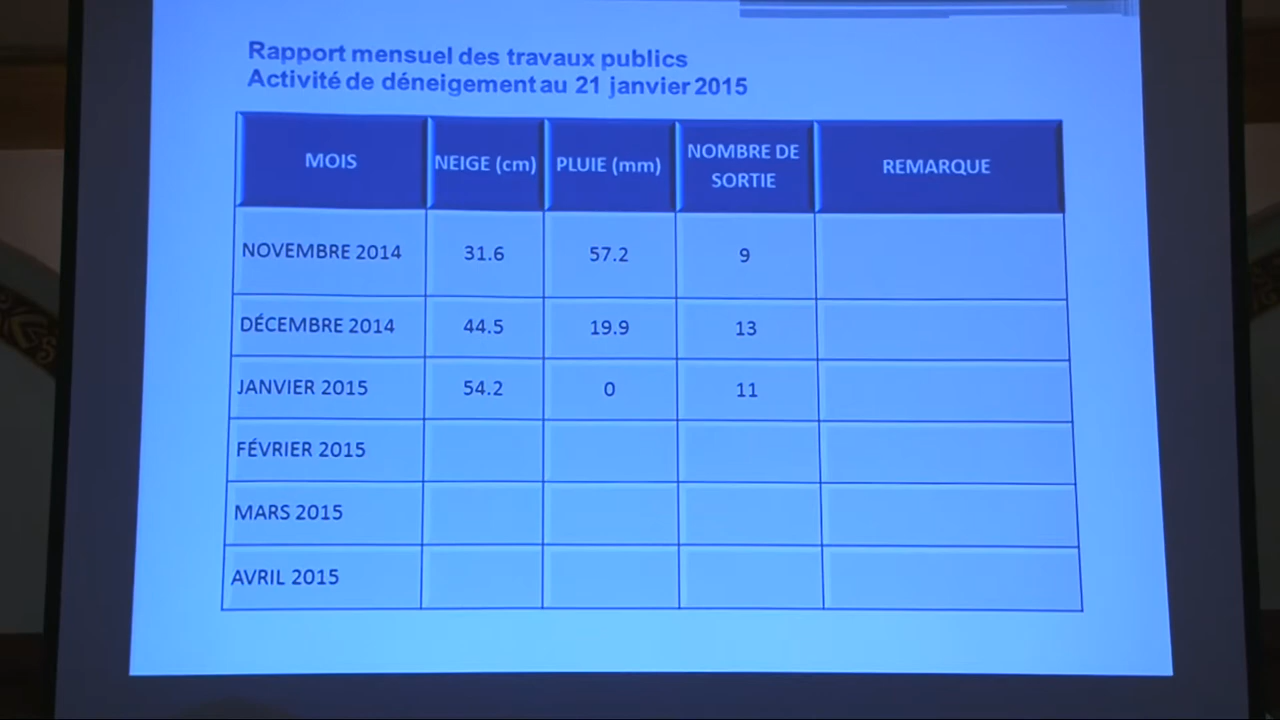 Rapport mensuel des travaux publics
Activité de déneigement au 21 janvier 2015
MOIS NEIGE (cm) PLUIE (mm) NOMBRE DE SORTIE REMARQUE
NOVEMBRE 2014 31.6 57.2 9
DÉCEMBRE 2014 44.5 19.9 13
JANVIER 2015 54.2 0 11
FÉVRIER 2015
MARS 2015
AVRIL 2015